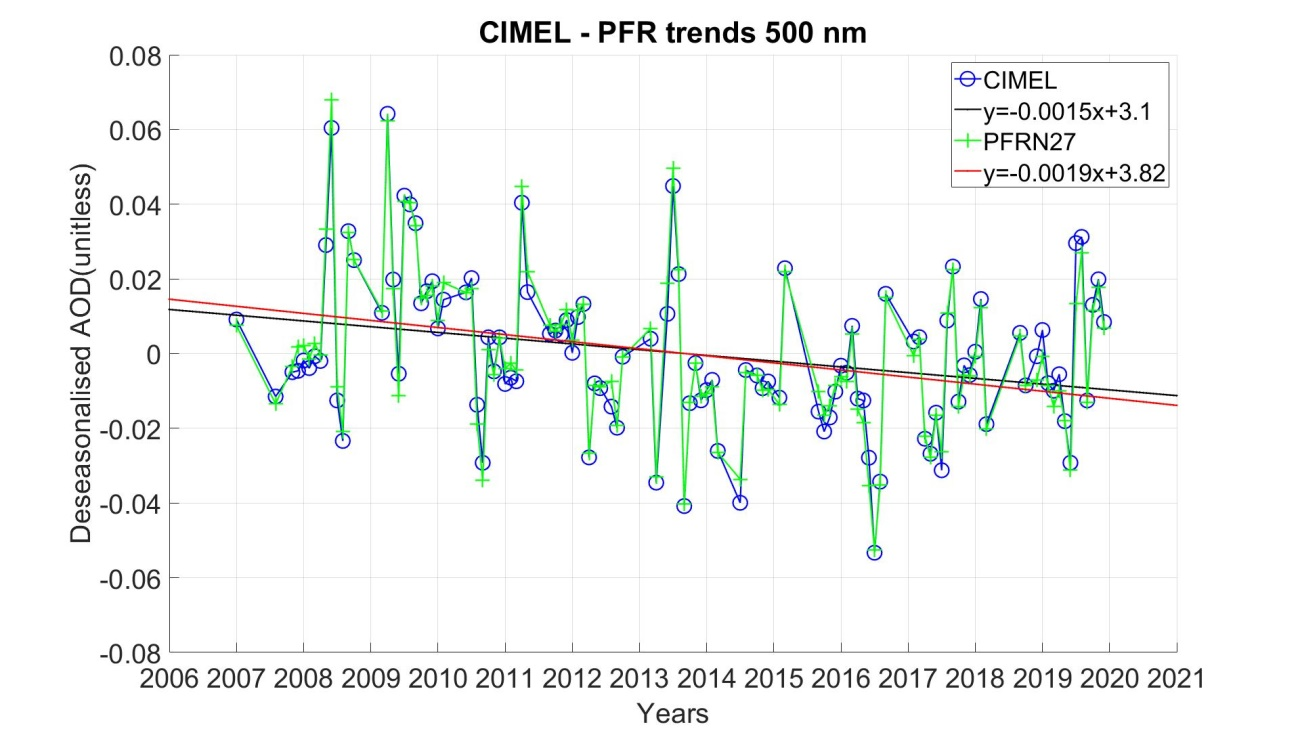 CIMEL - PFR trends 500 nm
CIMEL
y=-0.0015x+3.1
PFRN27
y=-0.0019x+3.82
Deseasonalised AOD(unitless)
0.08
0.06
0.04
0.02
0
-0.02
-0.04
-0.06
-0.08
2006 2007 2008 2009 2010 2011 2012 2013 2014 2015 2016 2017 2018 2019 2020 2021
Years